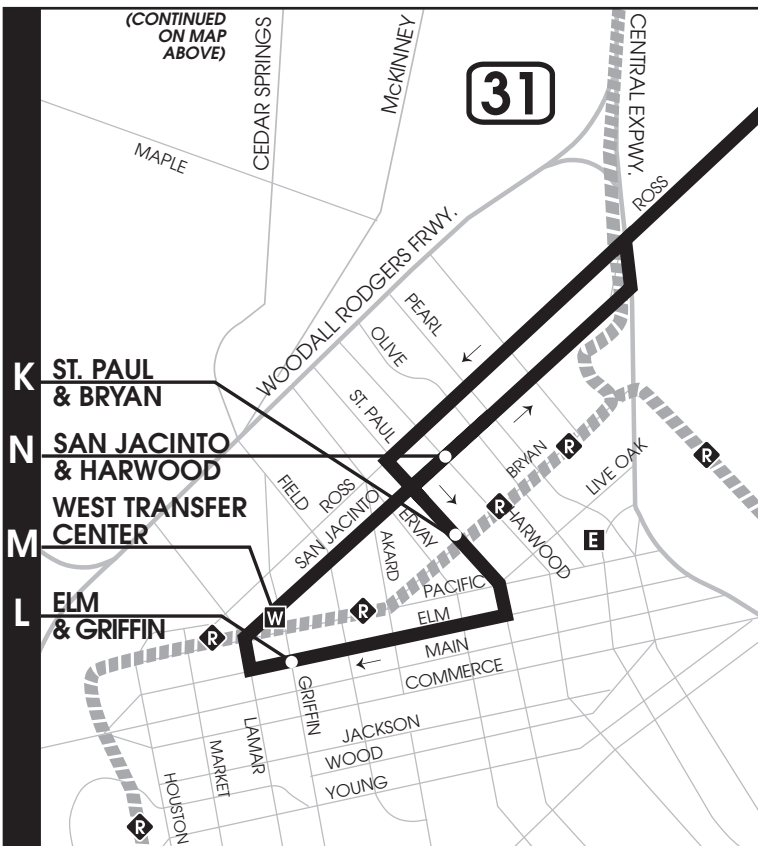 (CONTINUED
ON MAP
ABOVE)
CEDAR SPRINGS
McKINNEY
31
CENTRAL EXPWY.
MAPLE
ROSS
WOODALL RODGERS FRWY.
PEARL
OLIVE
ST. PAUL
K
ST. PAUL
& BRYAN
N
SAN JACINTO
& HARWOOD
M
WEST TRANSFER
CENTER
L
ELM
& GRIFFIN
FIELD
ROSS
SAN JACINTO
ERVAY
AKARD
BRYAN
HARWOOD
LIVE OAK
R
R
R
E
W
R
R
R
PACIFIC
ELM
MAIN
COMMERCE
GRIFFIN
LAMAR
MARKET
HOUSTON
JACKSON
WOOD
YOUNG